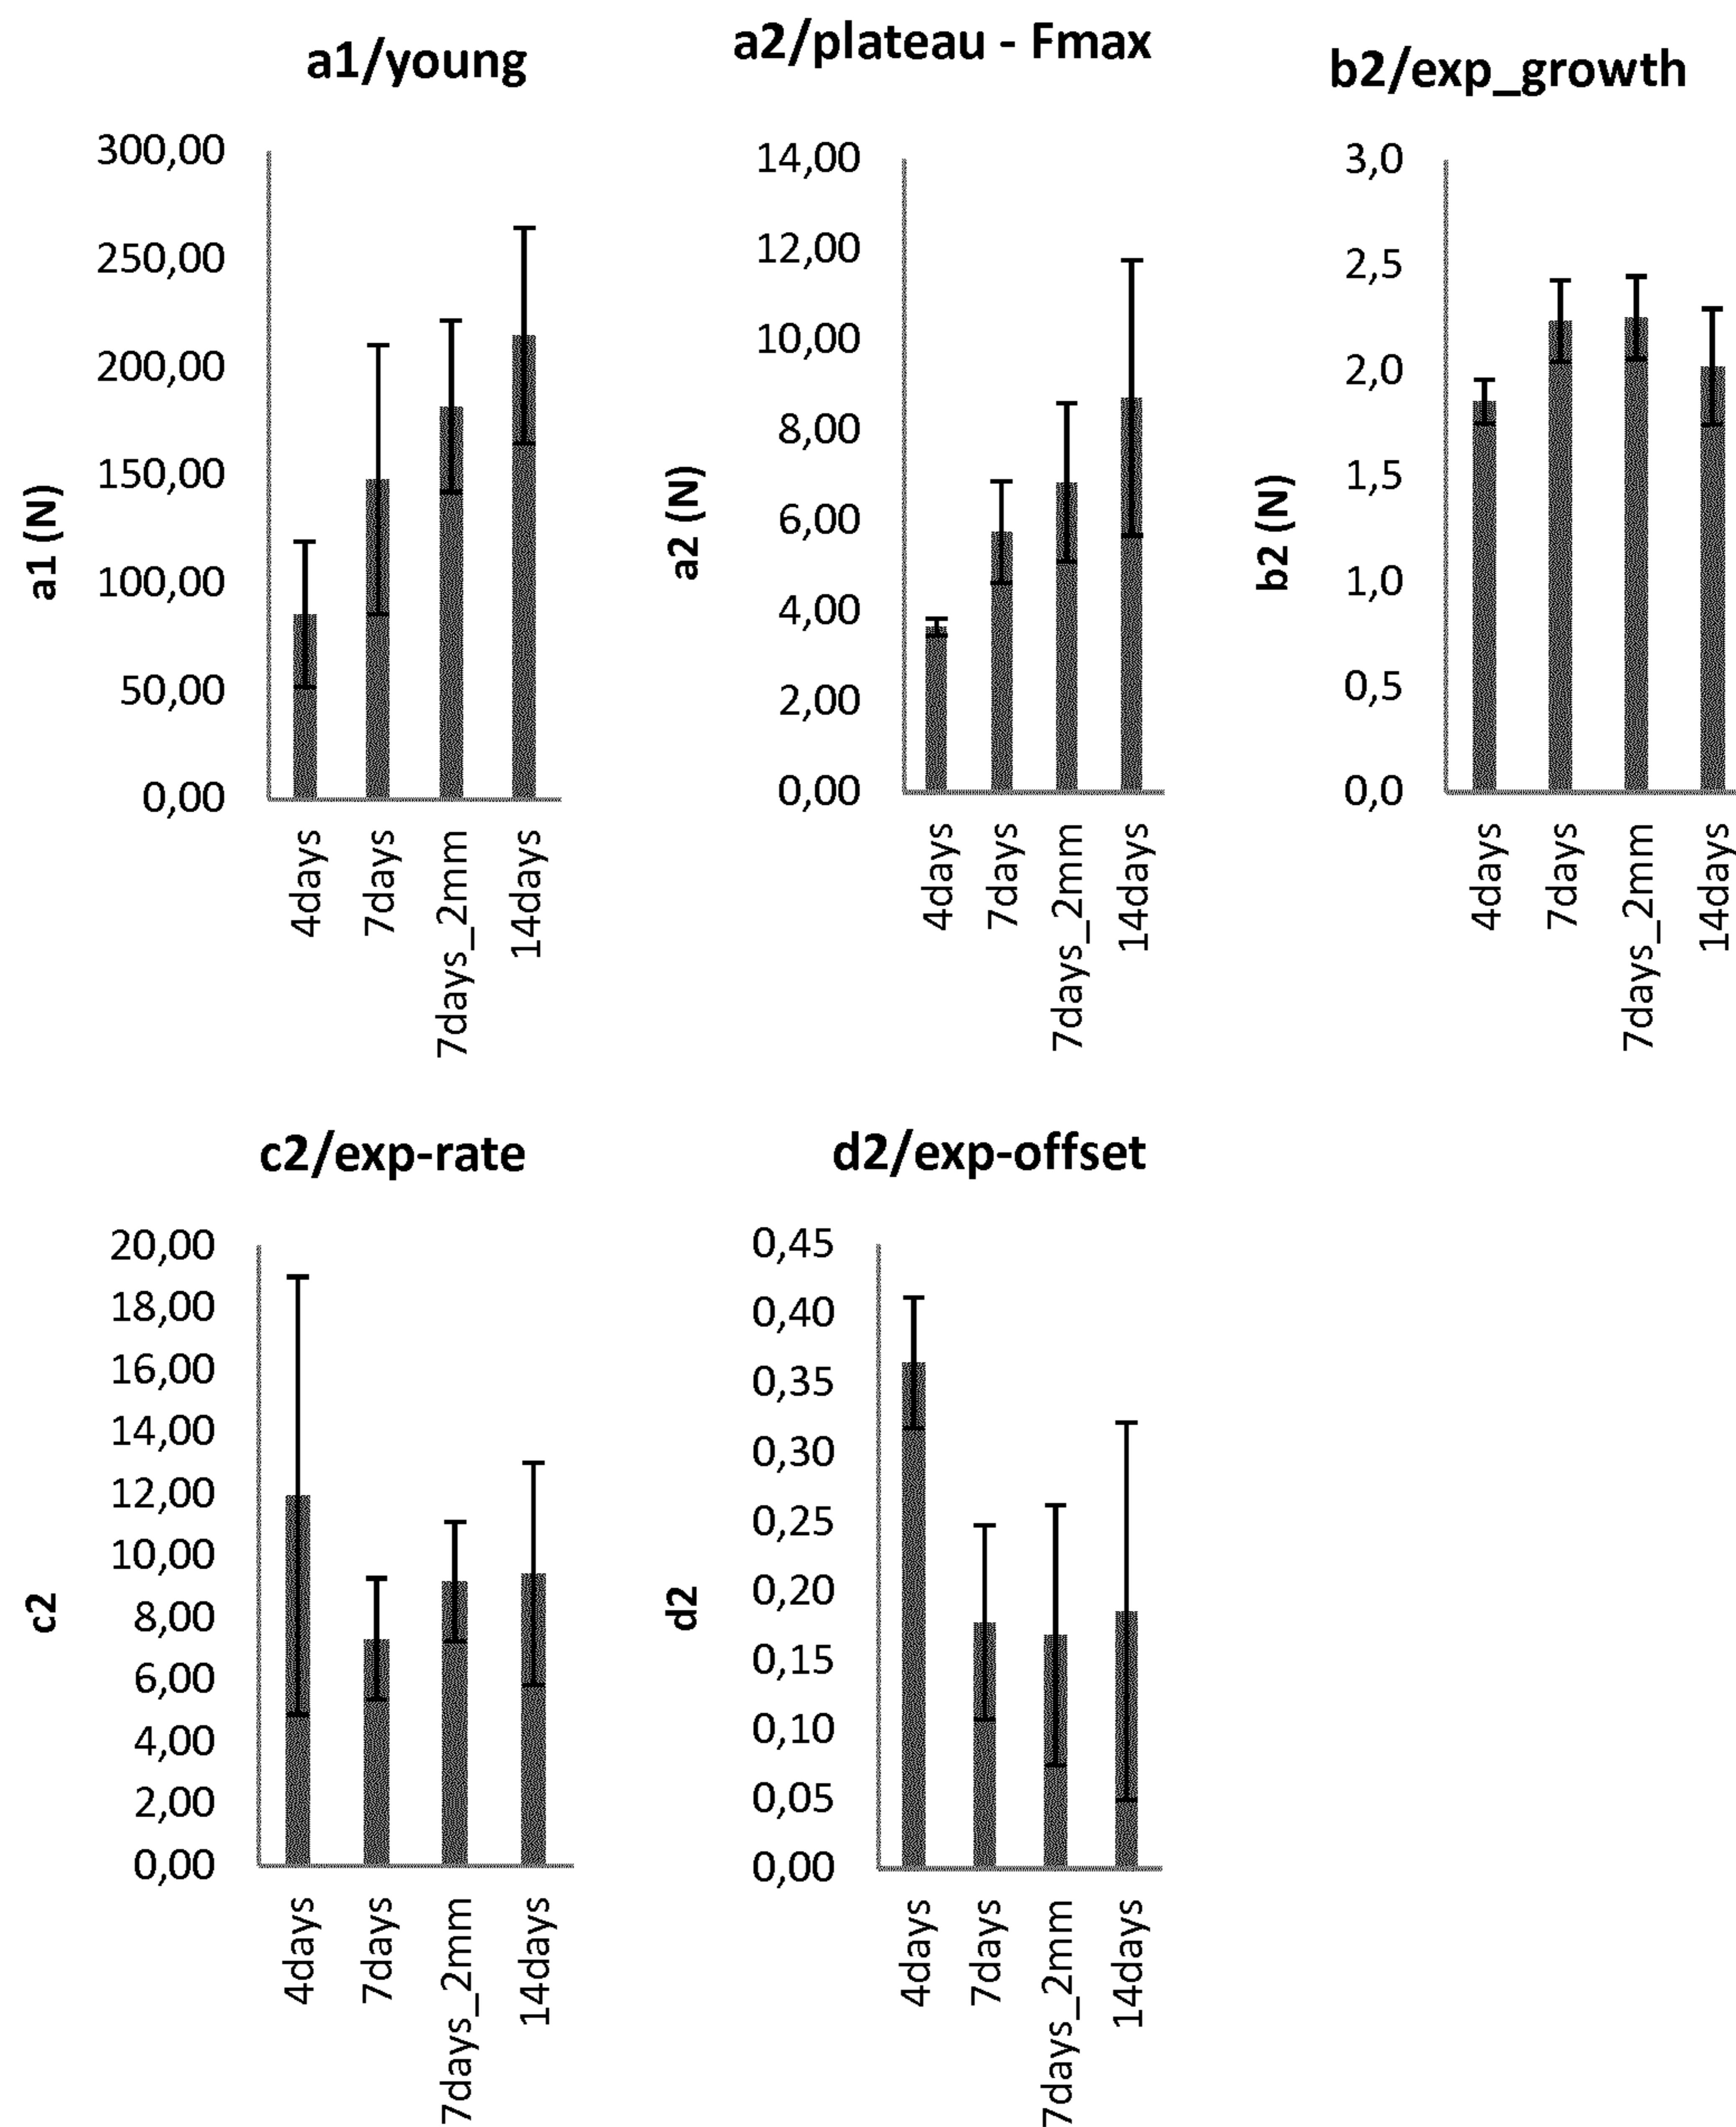 a1/young
300,00
250,00
200,00
150,00
100,00
50,00
0,00
a1 (N)
4days
7days
7days_2mm
14days
a2/plateau - Fmax
14,00
12,00
10,00
8,00
6,00
4,00
2,00
0,00
a2 (N)
4days
7days
7days_2mm
14days
b2/exp_growth
3,0
2,5
2,0
1,5
1,0
0,5
0,0
b2 (N)
4days
7days
7days_2mm
14days
c2/exp-rate
20,00
18,00
16,00
14,00
12,00
10,00
8,00
6,00
4,00
2,00
0,00
c2
4days
7days
7days_2mm
14days
d2/exp-offset
0,45
0,40
0,35
0,30
0,25
0,20
0,15
0,10
0,05
0,00
d2
4days
7days
7days_2mm
14days